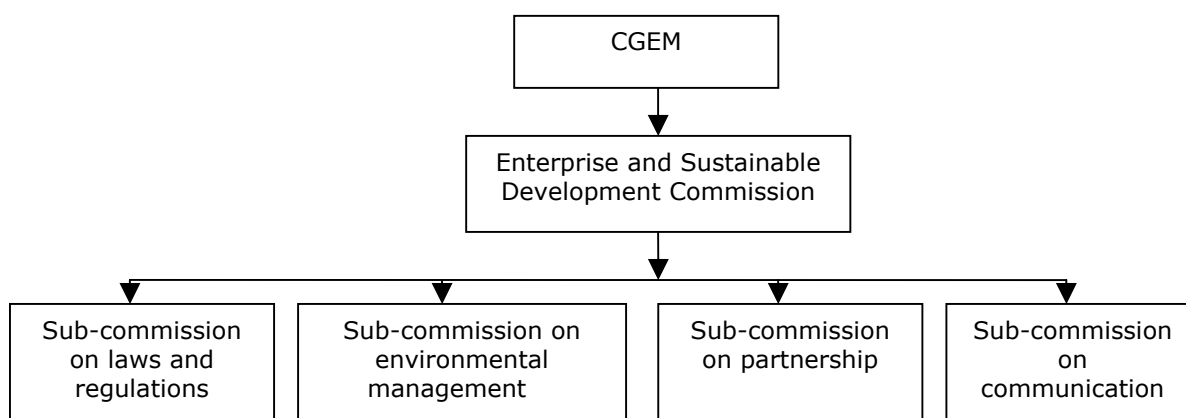 CGEM
Enterprise and Sustainable
Development Commission
Sub-commission
on laws and
regulations
Sub-commission on
environmental
management
Sub-commission
on partnership
Sub-commission
on
communication